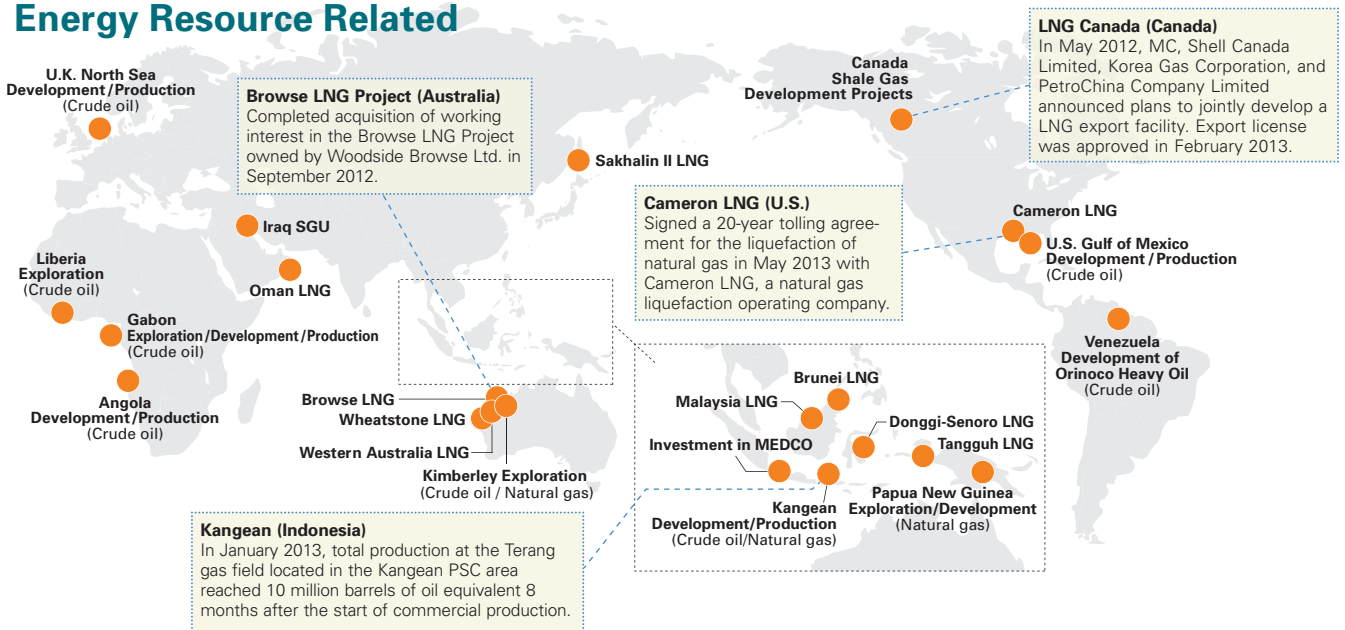 Energy Resource Related
U.K. North Sea
Development/Production
(Crude oil)
Browse LNG Project (Australia)
Completed acquisition of working
interest in the Browse LNG Project
owned by Woodside Browse Ltd. in
September 2012.
Sakhalin II LNG
Canada
Shale Gas
Development Projects
LNG Canada (Canada)
In May 2012, MC, Shell Canada
Limited, Korea Gas Corporation, and
PetroChina Company Limited
announced plans to jointly develop a
LNG export facility. Export license
was approved in February 2013.
Cameron LNG (U.S.)
Signed a 20-year tolling agree-
ment for the liquefaction of
natural gas in May 2013 with
Cameron LNG, a natural gas
liquefaction operating company.
Cameron LNG
U.S. Gulf of Mexico
Development/Production
(Crude oil)
Iraq SGU
Oman LNG
Liberia
Exploration
(Crude oil)
Gabon
Exploration/Development/Production
(Crude oil)
Angola
Development/Production
(Crude oil)
Venezuela
Development of
Orinoco Heavy Oil
(Crude oil)
Browse LNG
Wheatstone LNG
Western Australia LNG
Kimberley Exploration
(Crude oil / Natural gas)
Brunei LNG
Malaysia LNG
Donggi-Senoro LNG
Investment in MEDCO
Tangguh LNG
Kangean
Development/Production
(Crude oil/Natural gas)
Papua New Guinea
Exploration/Development
(Natural gas)
Kangean (Indonesia)
In January 2013, total production at the Terang
gas field located in the Kangean PSC area
reached 10 million barrels of oil equivalent 8
months after the start of commercial production.